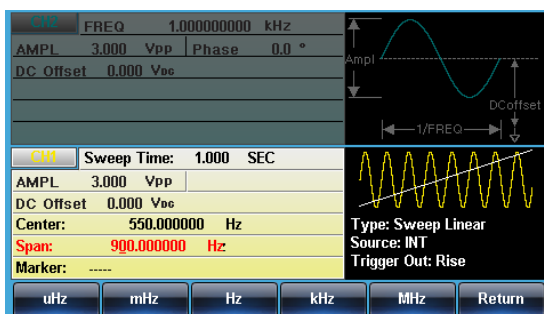 CH2 FREQ 1.000000000 kHz
AMPL 3.000 Vpp Phase 0.0 °
DC Offset 0.000 VDC
Ampl
DCoffset
1/FREQ
CH1 Sweep Time: 1.000 SEC
AMPL 3.000 Vpp
DC Offset 0.000 VDC
Center: 550.000000 Hz
Span: 900.000000 Hz
Marker: -----
Type: Sweep Linear
Source: INT
Trigger Out: Rise
uHz mHz Hz kHz MHz Return